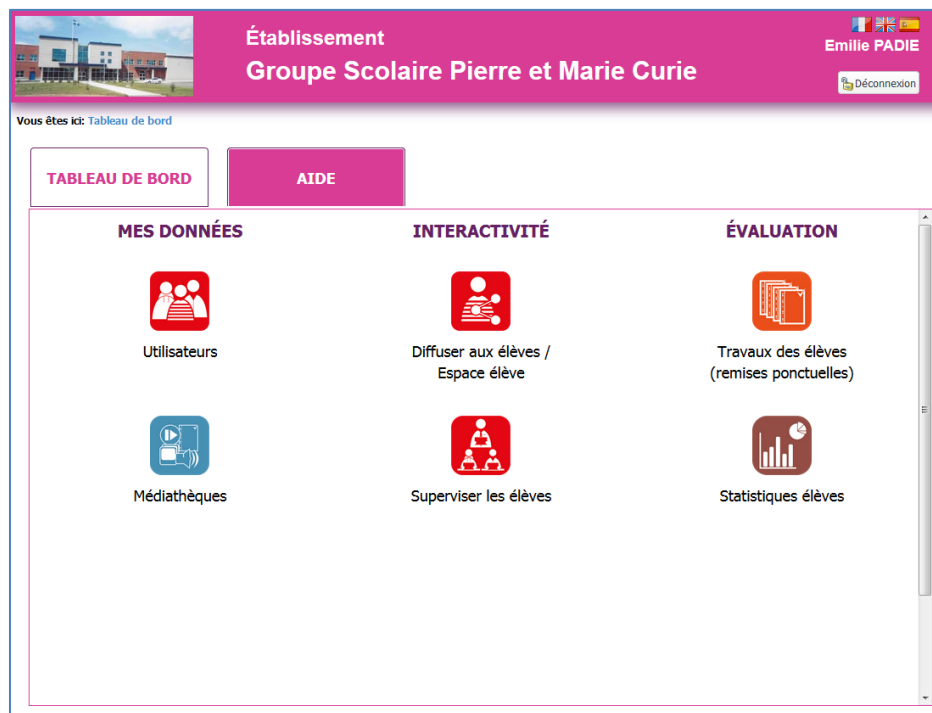 Établissement
Groupe Scolaire Pierre et Marie Curie
Emilie PADIE
Déconnexion
Vous êtes ici: Tableau de bord
TABLEAU DE BORD
AIDE
MES DONNÉES
INTERACTIVITÉ
ÉVALUATION
Utilisateurs
Diffuser aux élèves /
Espace élève
Travaux des élèves
(remises ponctuelles)
Médiathèques
Superviser les élèves
Statistiques élèves